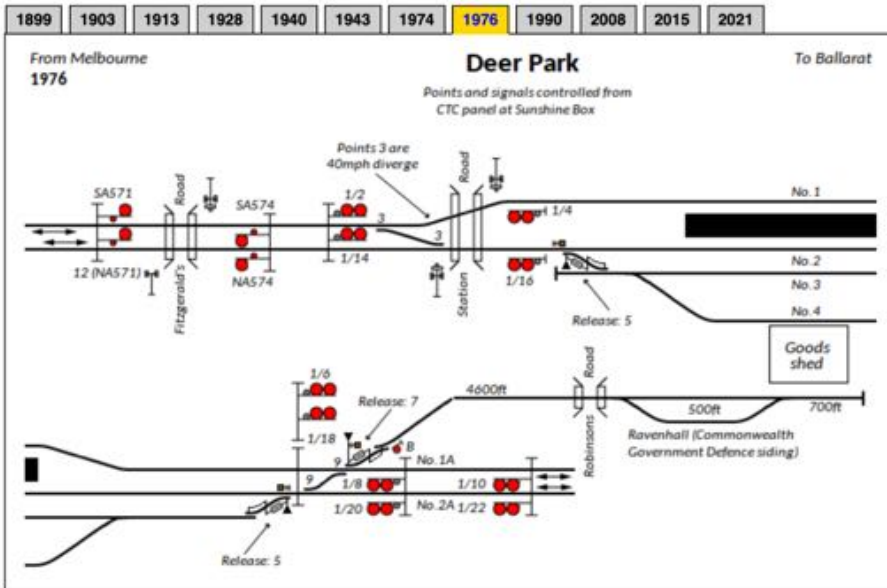 1899 1903 1913 1928 1940 1943 1974 1976 1990 2008 2015 2021
From Melbourne
1976
Deer Park
To Ballarat
Points and signals controlled from
CTC panel at Sunshine Box
Points 3 are
40mph diverge
SA571
Road
SA574
1/2
Road
1/4
No.1
3
3
12 (NA571)
Fitzgerald's
NA574
1/14
Station
1/16
No.2
No.3
No.4
Release: 5
Goods
shed
1/6
1/18
Release: 7
4600ft
Road
Robinsons
500ft
700ft
Ravenhall (Commonwealth
Government Defence siding)
A
B
9
9
No.1A
1/8
1/10
1/20
No.2A
1/22
Release: 5